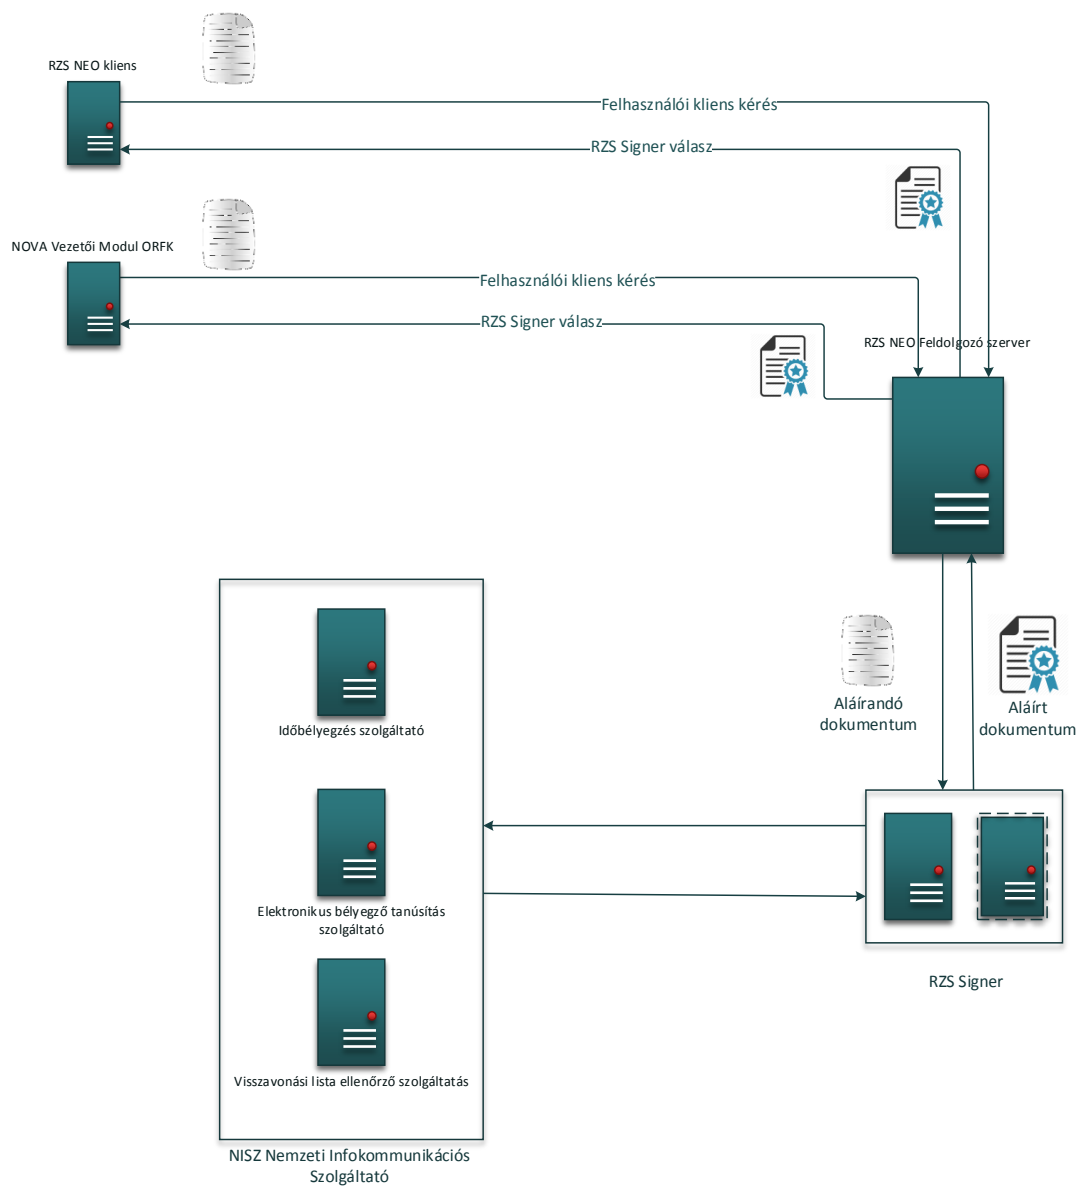 RZS NEO kliens
Felhasználói kliens kérés
RZS Signer válasz
NOVA Vezetői Modul ORFK
Felhasználói kliens kérés
RZS Signer válasz
RZS NEO Feldolgozó szerver
Aláírandó
dokumentum
Aláírt
dokumentum
Időbélyegzés szolgáltató
Elektronikus bélyegző tanúsítás
szolgáltató
RZS Signer
Visszavonási lista ellenőrző szolgáltatás
NISZ Nemzeti Infokommunikációs
Szolgáltató